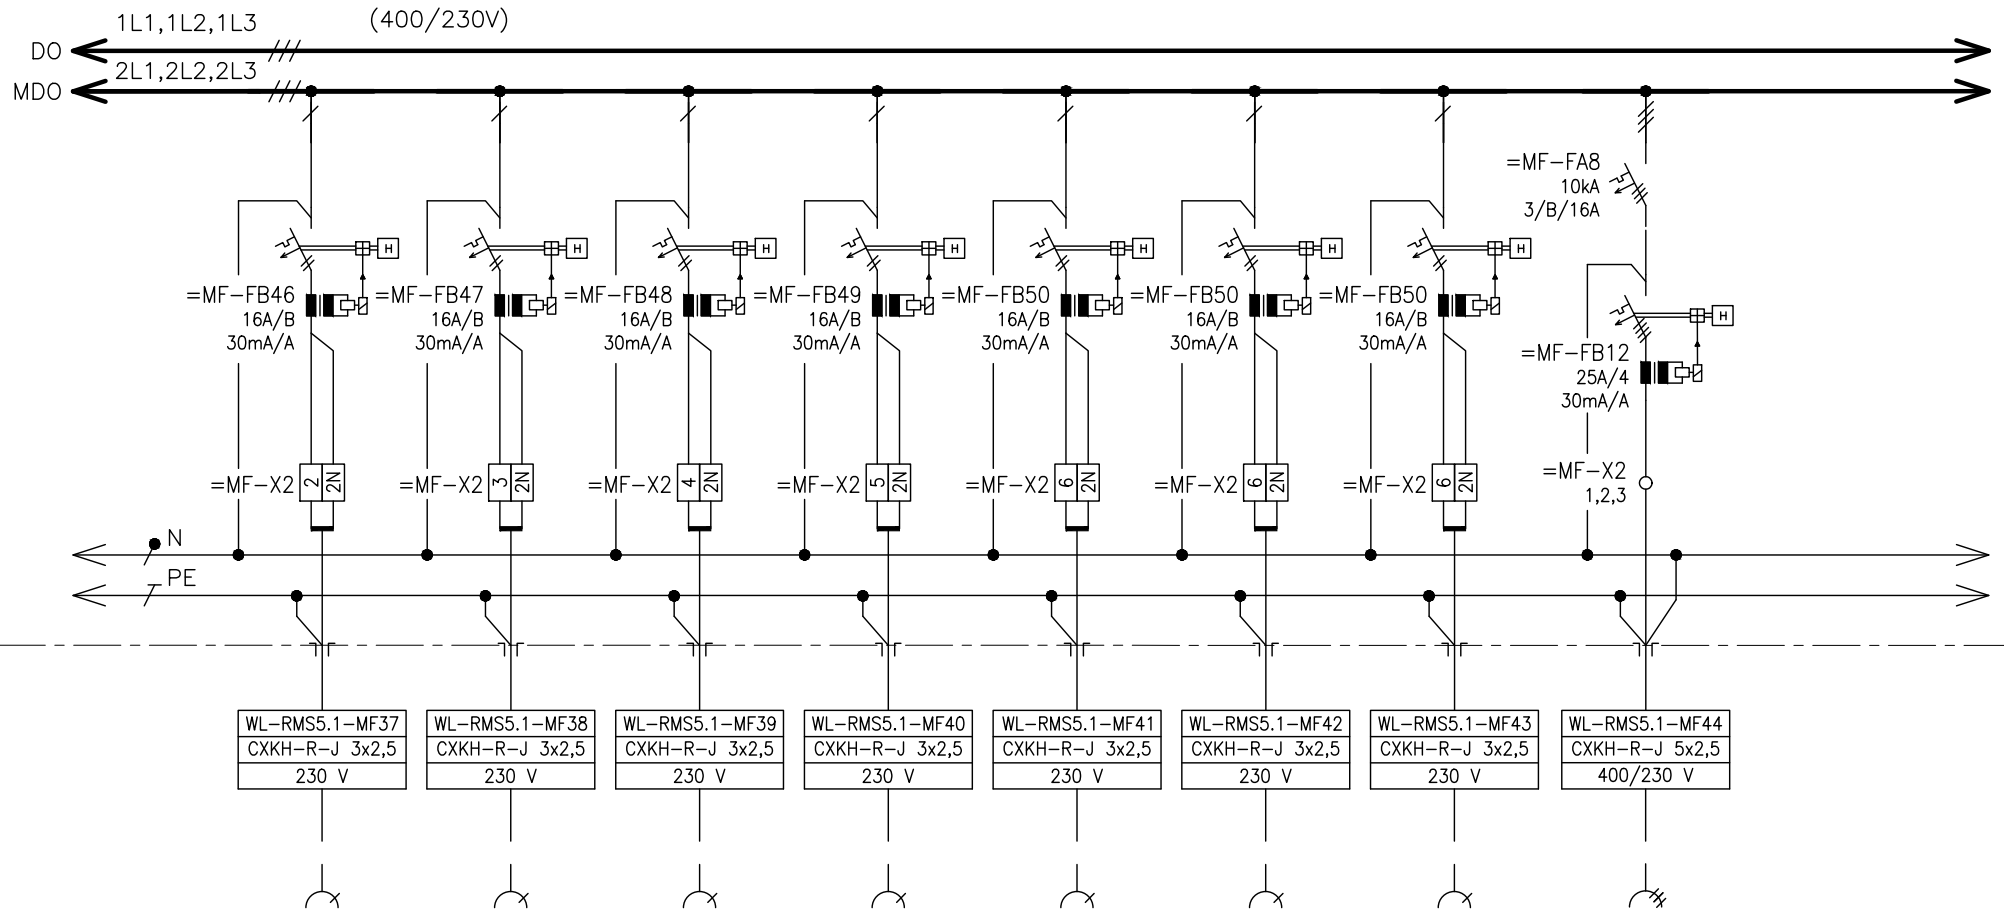 1L1,1L2,1L3 (400/230V)
DO
2L1,2L2,2L3
MDO
=MF-FA8
10kA
3/B/16A
H H H H H H H
=MF-FB46 =MF-FB47 =MF-FB48 =MF-FB49 =MF-FB50 =MF-FB50 =MF-FB50
16A/B 16A/B 16A/B 16A/B 16A/B 16A/B 16A/B
30mA/A 30mA/A 30mA/A 30mA/A 30mA/A 30mA/A 30mA/A
H
=MF-FB12
25A/4
30mA/A
=MF-X2 2 2N =MF-X2 3 2N =MF-X2 4 2N =MF-X2 5 2N =MF-X2 6 2N =MF-X2 6 2N =MF-X2 6 2N
=MF-X2
1,2,3
N
PE
WL-RMS5.1-MF37 WL-RMS5.1-MF38 WL-RMS5.1-MF39 WL-RMS5.1-MF40 WL-RMS5.1-MF41 WL-RMS5.1-MF42 WL-RMS5.1-MF43 WL-RMS5.1-MF44
CXKH-R-J 3x2,5 CXKH-R-J 3x2,5 CXKH-R-J 3x2,5 CXKH-R-J 3x2,5 CXKH-R-J 3x2,5 CXKH-R-J 3x2,5 CXKH-R-J 3x2,5 CXKH-R-J 5x2,5
230 V 230 V 230 V 230 V 230 V 230 V 230 V 400/230 V